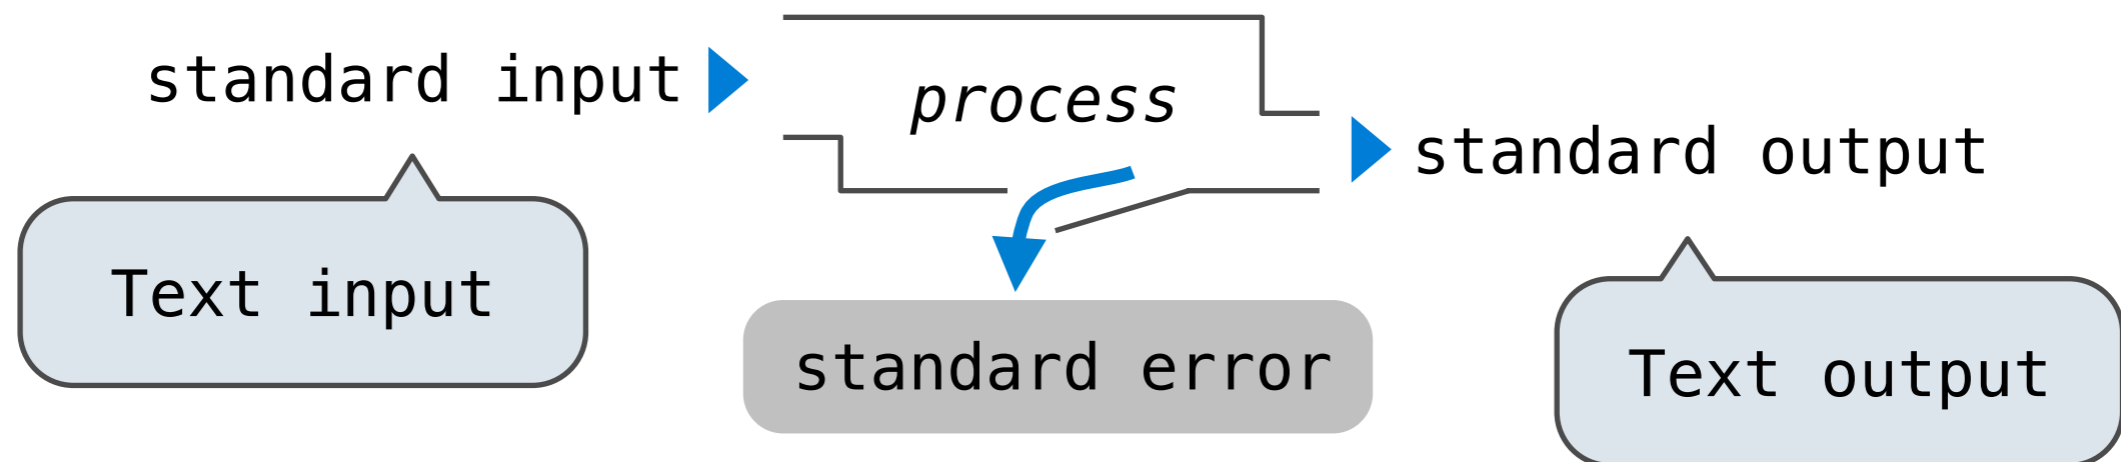 standard input
process
standard output
Text input
standard error
Text output